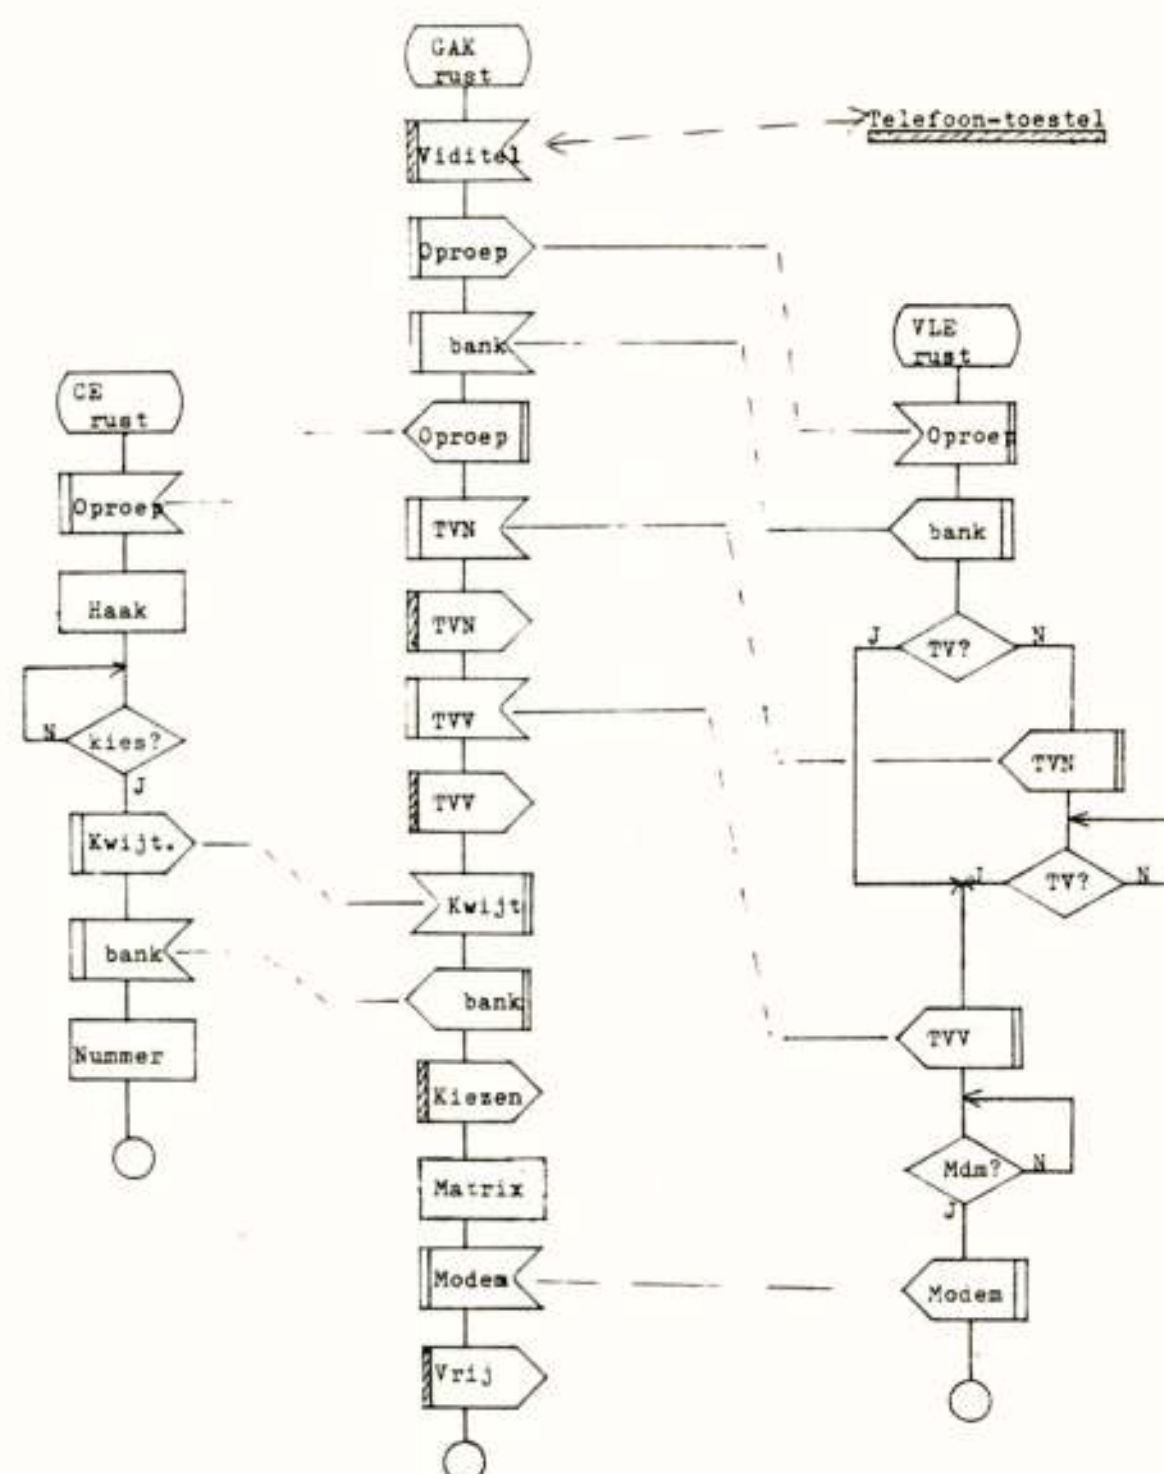 GAK
rust
Viditel
Telefoon-toestel
Oproep
bank
Oproep
TVN
TVN
TVV
TVV
Kwijt
bank
Kiezen
Matrix
Modem
Vrij
CE
rust
Oproep
Haak
kies?
N
J
Kwijt.
bank
Nummer
VLE
rust
Oproep
bank
J
TV?
N
TVN
J
TV?
N
TVV
Mdm?
N
J
Modem